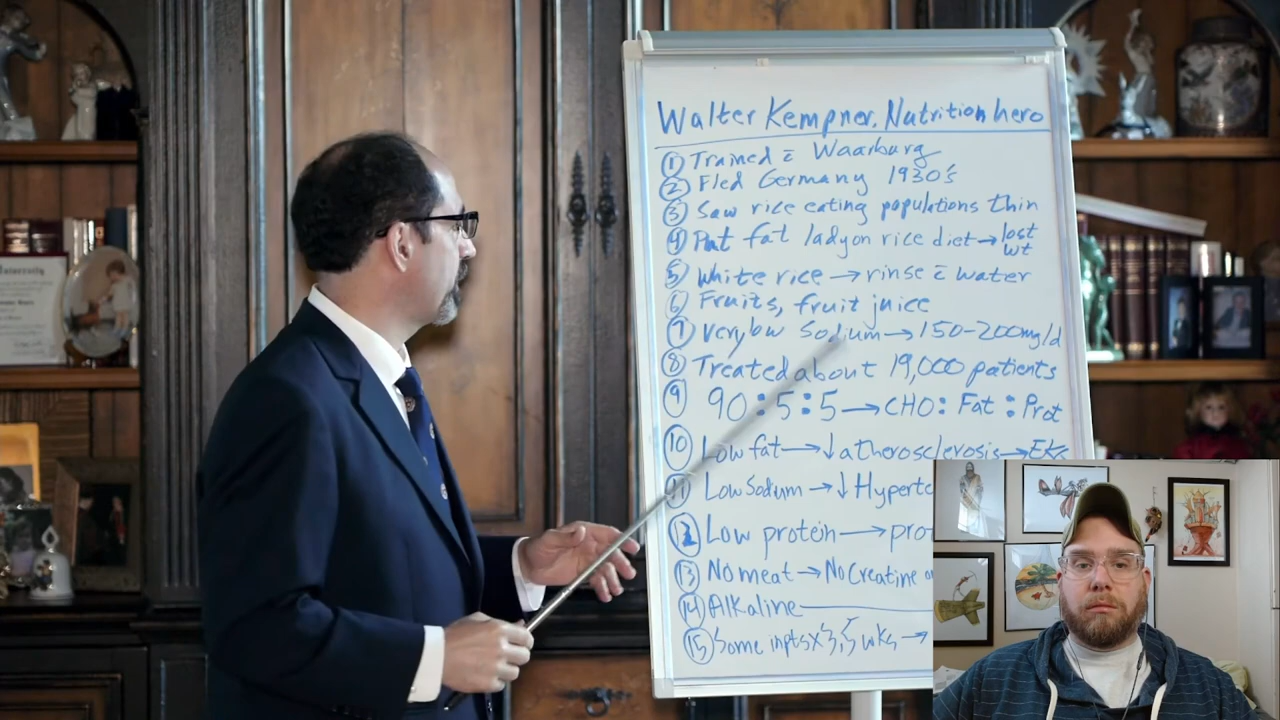 Walter Kempner. Nutrition hero
① Trained c̄ Waarburg
② Fled Germany 1930's
③ Saw rice eating populations thin
④ Put fat lady on rice diet→lost wt
⑤ White rice → rinse c̄ water
⑥ Fruits, fruit juice
⑦ Very low Sodium→150-200mg/d
⑧ Treated about 19,000 patients
⑨ 90:5:5→CHO: Fat : Prot
⑩ Low fat→↓atherosclerosis→EKG
⑪ Low Sodium →↓ Hyperte
⑫ Low protein → pro
⑬ No meat →No Creatine
⑭ Alkaline
⑮ Some inpts x 3,5 wks →